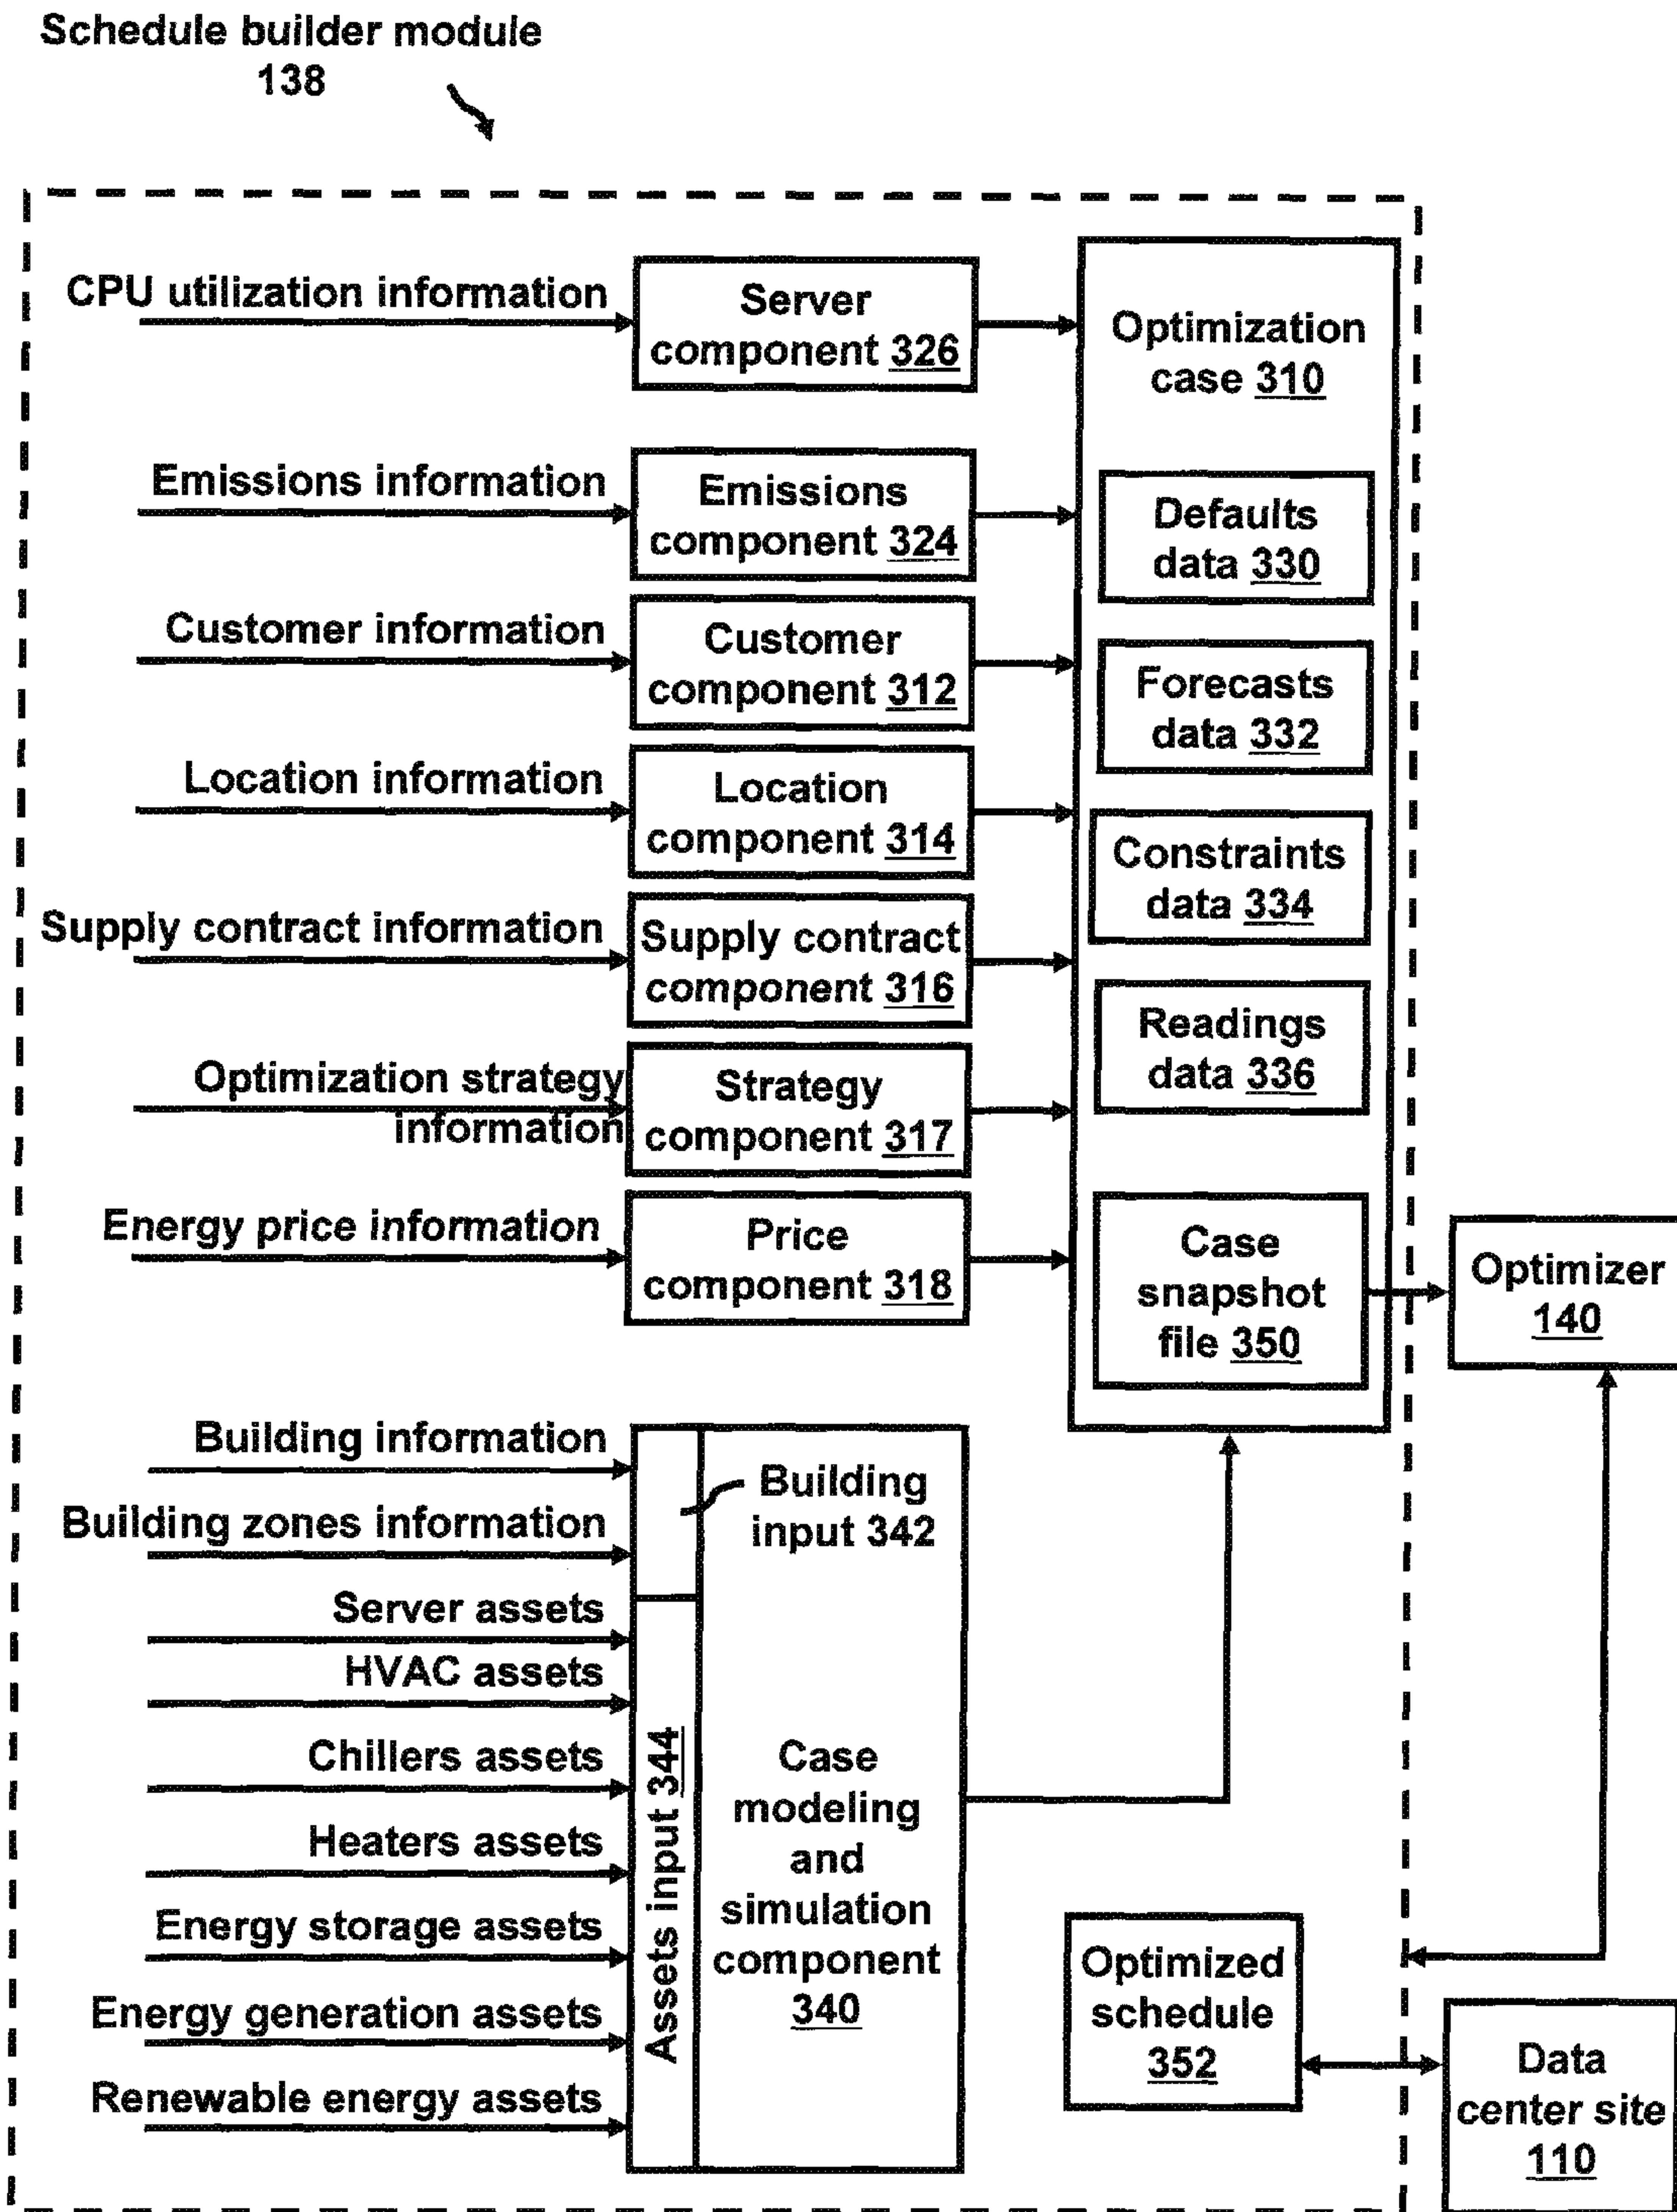 Schedule builder module
138
CPU utilization information
Server
component 326
Optimization
case 310
Emissions information
Emissions
component 324
Defaults
data 330
Customer information
Customer
component 312
Forecasts
data 332
Location information
Location
component 314
Constraints
data 334
Supply contract information
Supply contract
component 316
Readings
data 336
Optimization strategy
information
Strategy
component 317
Energy price information
Price
component 318
Case
snapshot
file 350
Optimizer
140
Building information
Building zones information
Building
input 342
Server assets
HVAC assets
Chillers assets
Heaters assets
Energy storage assets
Energy generation assets
Renewable energy assets
Assets input 344
Case
modeling
and
simulation
component
340
Optimized
schedule
352
Data
center site
110